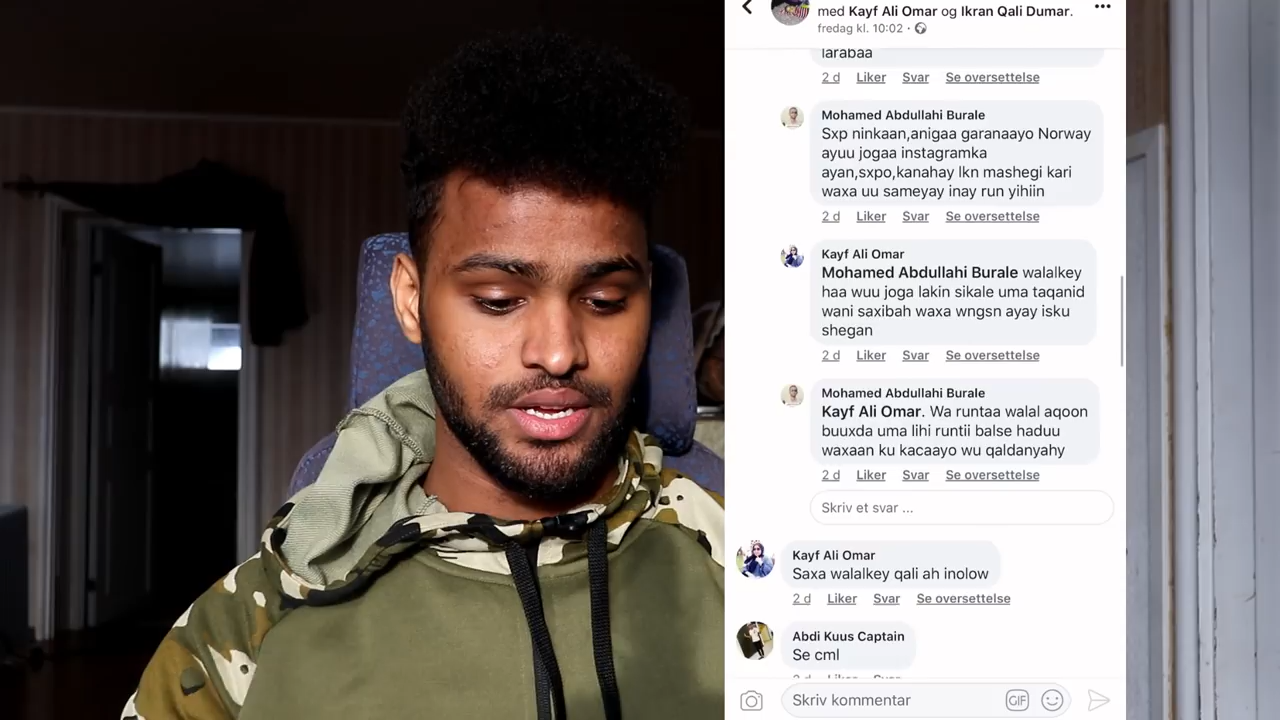 med Kayf Ali Omar og Ikran Qali Dumar.
fredag kl. 10:02
larabaa
2 d Liker Svar Se oversettelse
Mohamed Abdullahi Burale
Sxp ninkaan,anigaa garanaayo Norway
ayuu jogaa instagramka
ayan,sxpo,kanahay lkn mashegi kari
waxa uu sameyay inay run yihiin
2 d Liker Svar Se oversettelse
Kayf Ali Omar
Mohamed Abdullahi Burale walalkey
haa wuu joga lakin sikale uma taqanid
wani saxibah waxa wngsn ayay isku
shegan
2 d Liker Svar Se oversettelse
Mohamed Abdullahi Burale
Kayf Ali Omar. Wa runtaa walal aqoon
buuxda uma lihi runtii balse haduu
waxaan ku kacaayo wu qaldanyahy
2 d Liker Svar Se oversettelse
Skriv et svar ...
Kayf Ali Omar
Saxa walalkey qali ah inolow
2 d Liker Svar Se oversettelse
Abdi Kuus Captain
Se cml
Skriv kommentar GIF